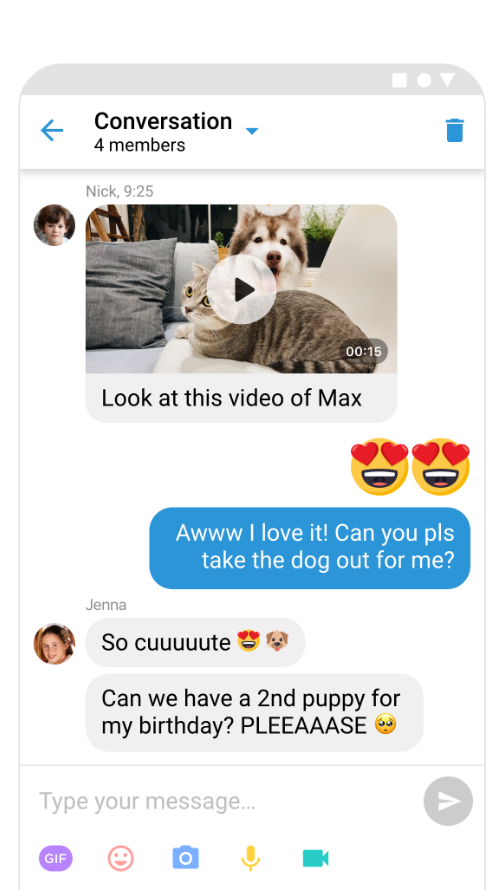 Conversation
4 members
Nick, 9:25
00:15
Look at this video of Max
😍😍
Awww I love it! Can you pls
take the dog out for me?
Jenna
So cuuuuute 😍 🐶
Can we have a 2nd puppy for
my birthday? PLEEAAASE 🥺
Type your message...
GIF